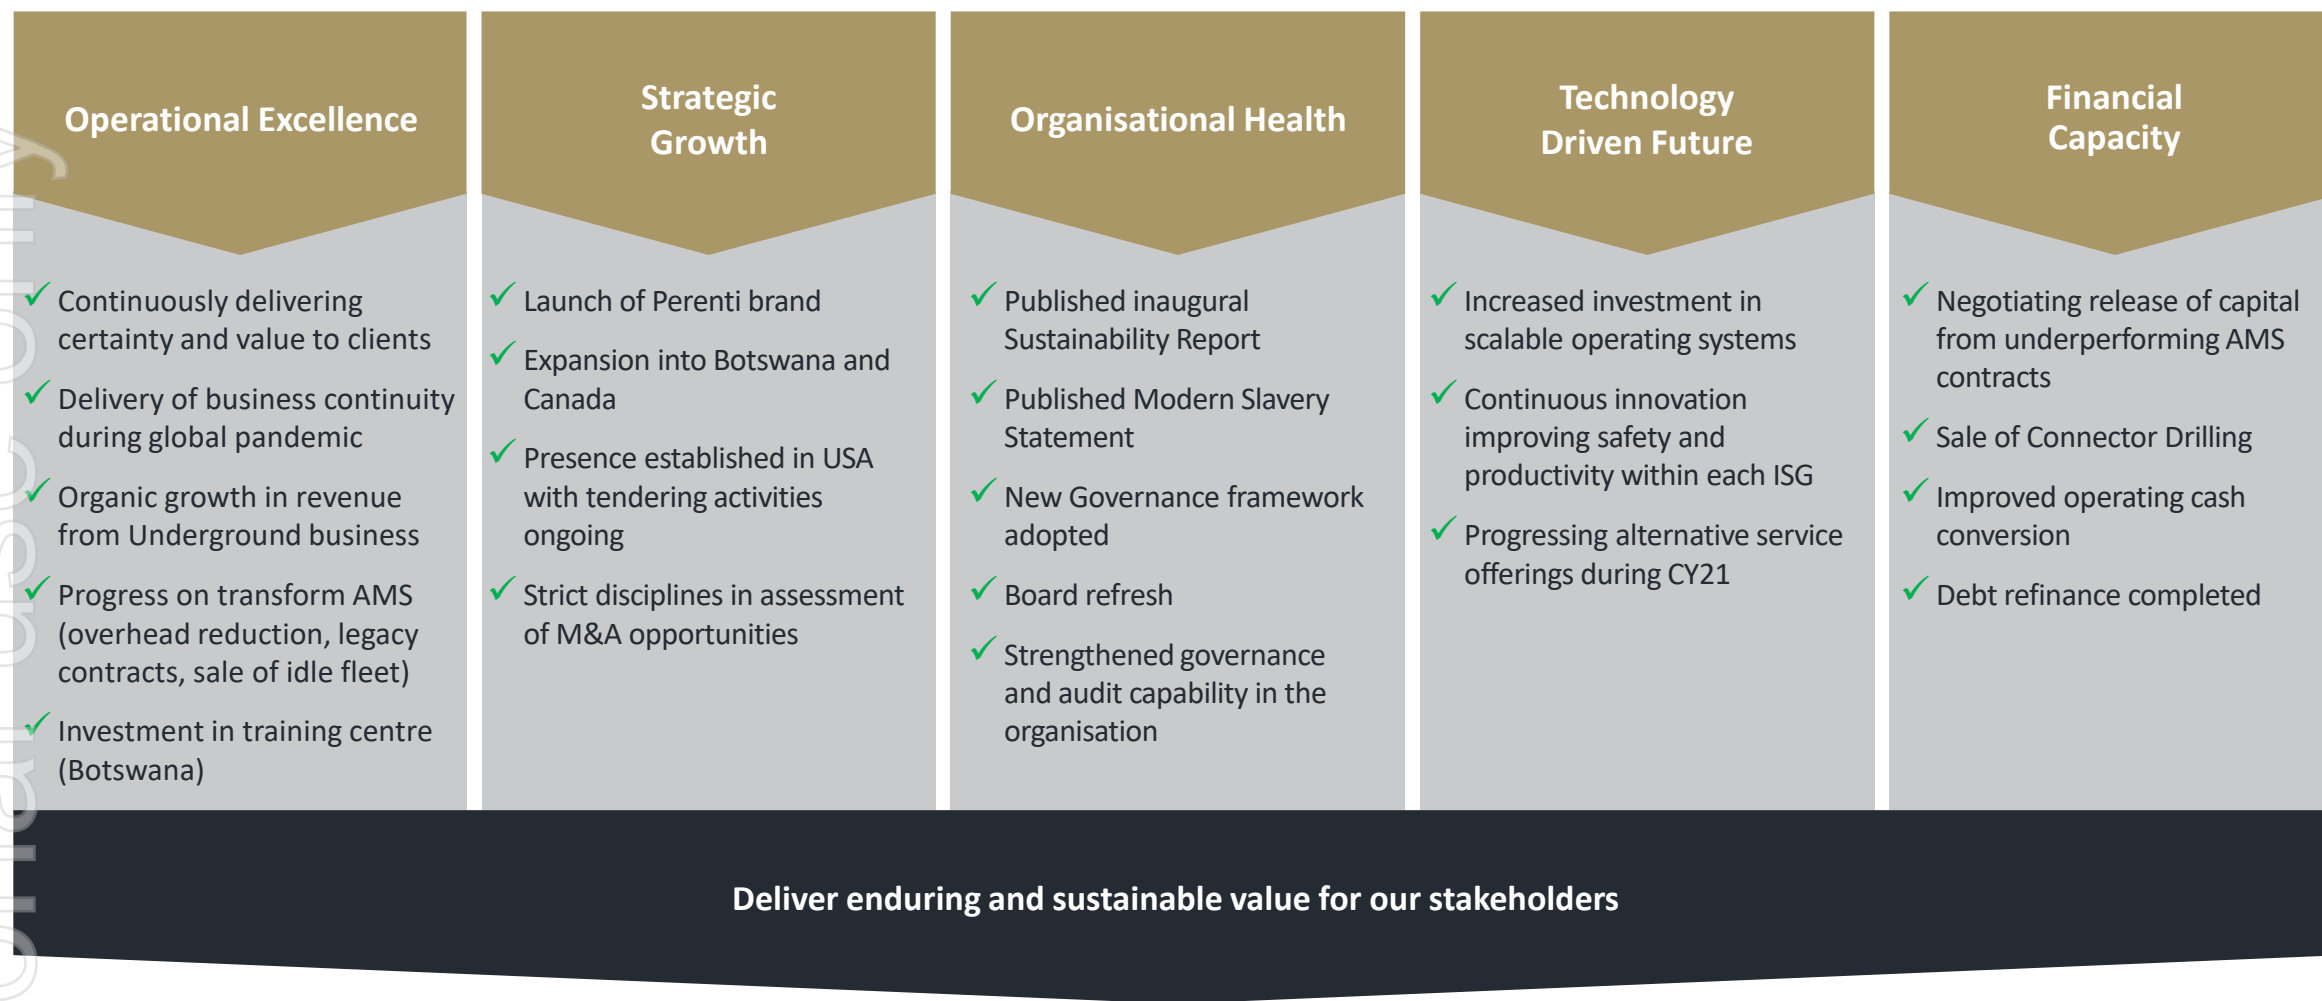 Operational Excellence
Continuously delivering
certainty and value to clients
Delivery of business continuity
during global pandemic
Organic growth in revenue
from Underground business
Progress on transform AMS
(overhead reduction, legacy
contracts, sale of idle fleet)
Investment in training centre
(Botswana)
Strategic
Growth
Launch of Perenti brand
Expansion into Botswana and
Canada
Presence established in USA
with tendering activities
ongoing
Strict disciplines in assessment
of M&A opportunities
Organisational Health
Published inaugural
Sustainability Report
Published Modern Slavery
Statement
New Governance framework
adopted
Board refresh
Strengthened governance
and audit capability in the
organisation
Technology
Driven Future
Increased investment in
scalable operating systems
Continuous innovation
improving safety and
productivity within each ISG
Progressing alternative service
offerings during CY21
Financial
Capacity
Negotiating release of capital
from underperforming AMS
contracts
Sale of Connector Drilling
Improved operating cash
conversion
Debt refinance completed
Deliver enduring and sustainable value for our stakeholders